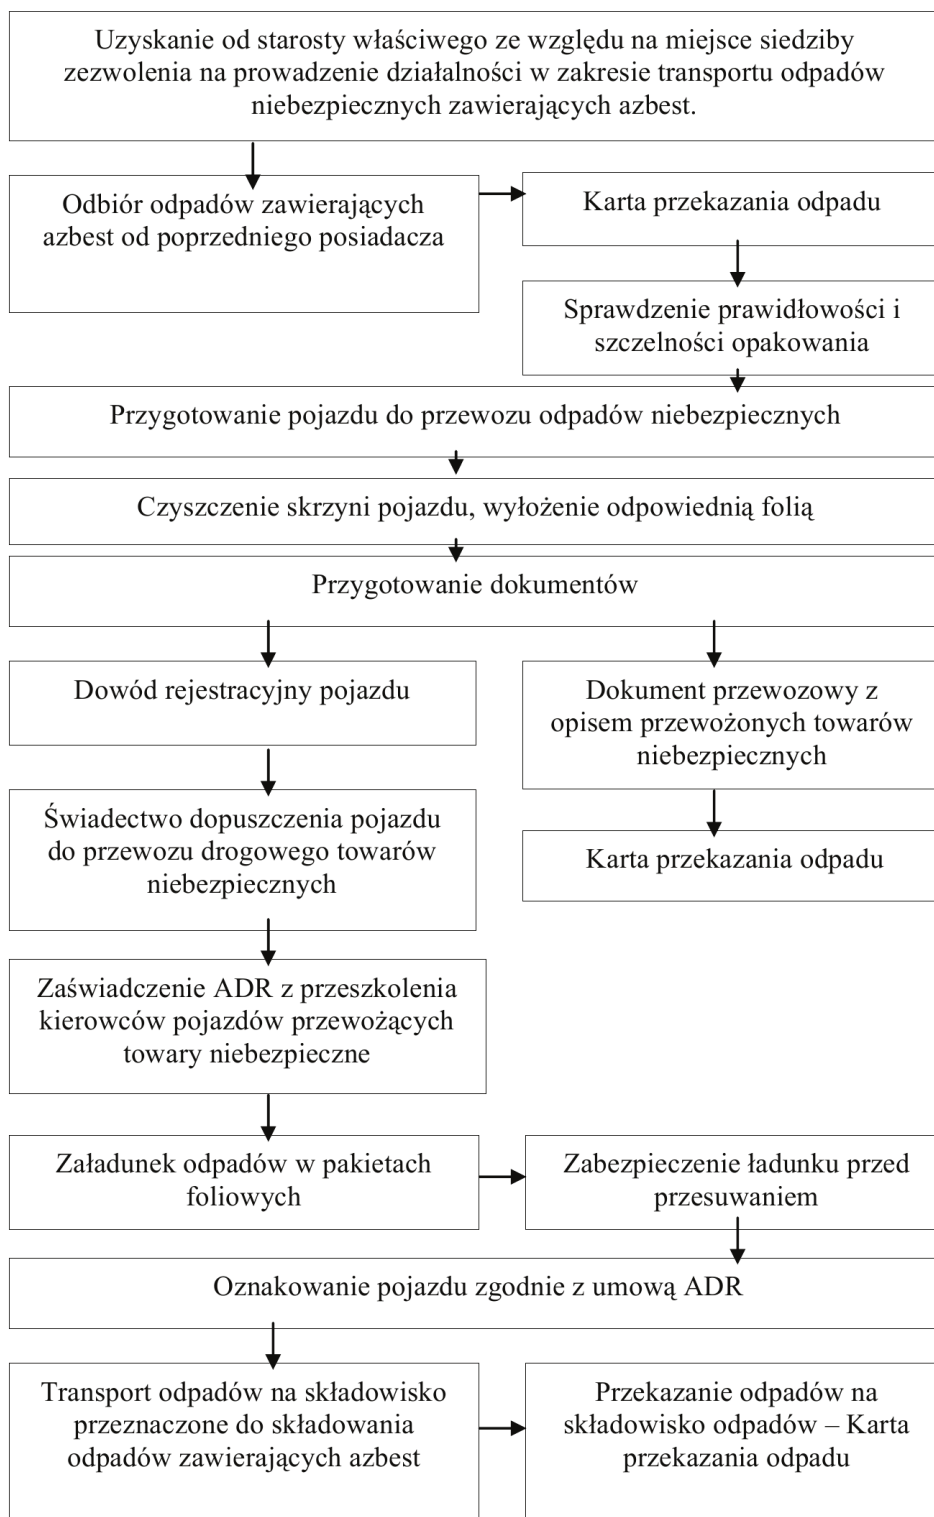 Uzyskanie od starosty właściwego ze względu na miejsce siedziby
zezwolenia na prowadzenie działalności w zakresie transportu odpadów
niebezpiecznych zawierających azbest.
Odbiór odpadów zawierających
azbest od poprzedniego posiadacza
Karta przekazania odpadu
Sprawdzenie prawidłowości i
szczelności opakowania
Przygotowanie pojazdu do przewozu odpadów niebezpiecznych
Czyszczenie skrzyni pojazdu, wyłożenie odpowiednią folią
Przygotowanie dokumentów
Dowód rejestracyjny pojazdu
Świadectwo dopuszczenia pojazdu
do przewozu drogowego towarów
niebezpiecznych
Zaświadczenie ADR z przeszkolenia
kierowców pojazdów przewożących
towary niebezpieczne
Dokument przewozowy z
opisem przewożonych towarów
niebezpiecznych
Karta przekazania odpadu
Załadunek odpadów w pakietach
foliowych
Zabezpieczenie ładunku przed
przesuwaniem
Oznakowanie pojazdu zgodnie z umową ADR
Transport odpadów na składowisko
przeznaczone do składowania
odpadów zawierających azbest
Przekazanie odpadów na
składowisko odpadów – Karta
przekazania odpadu